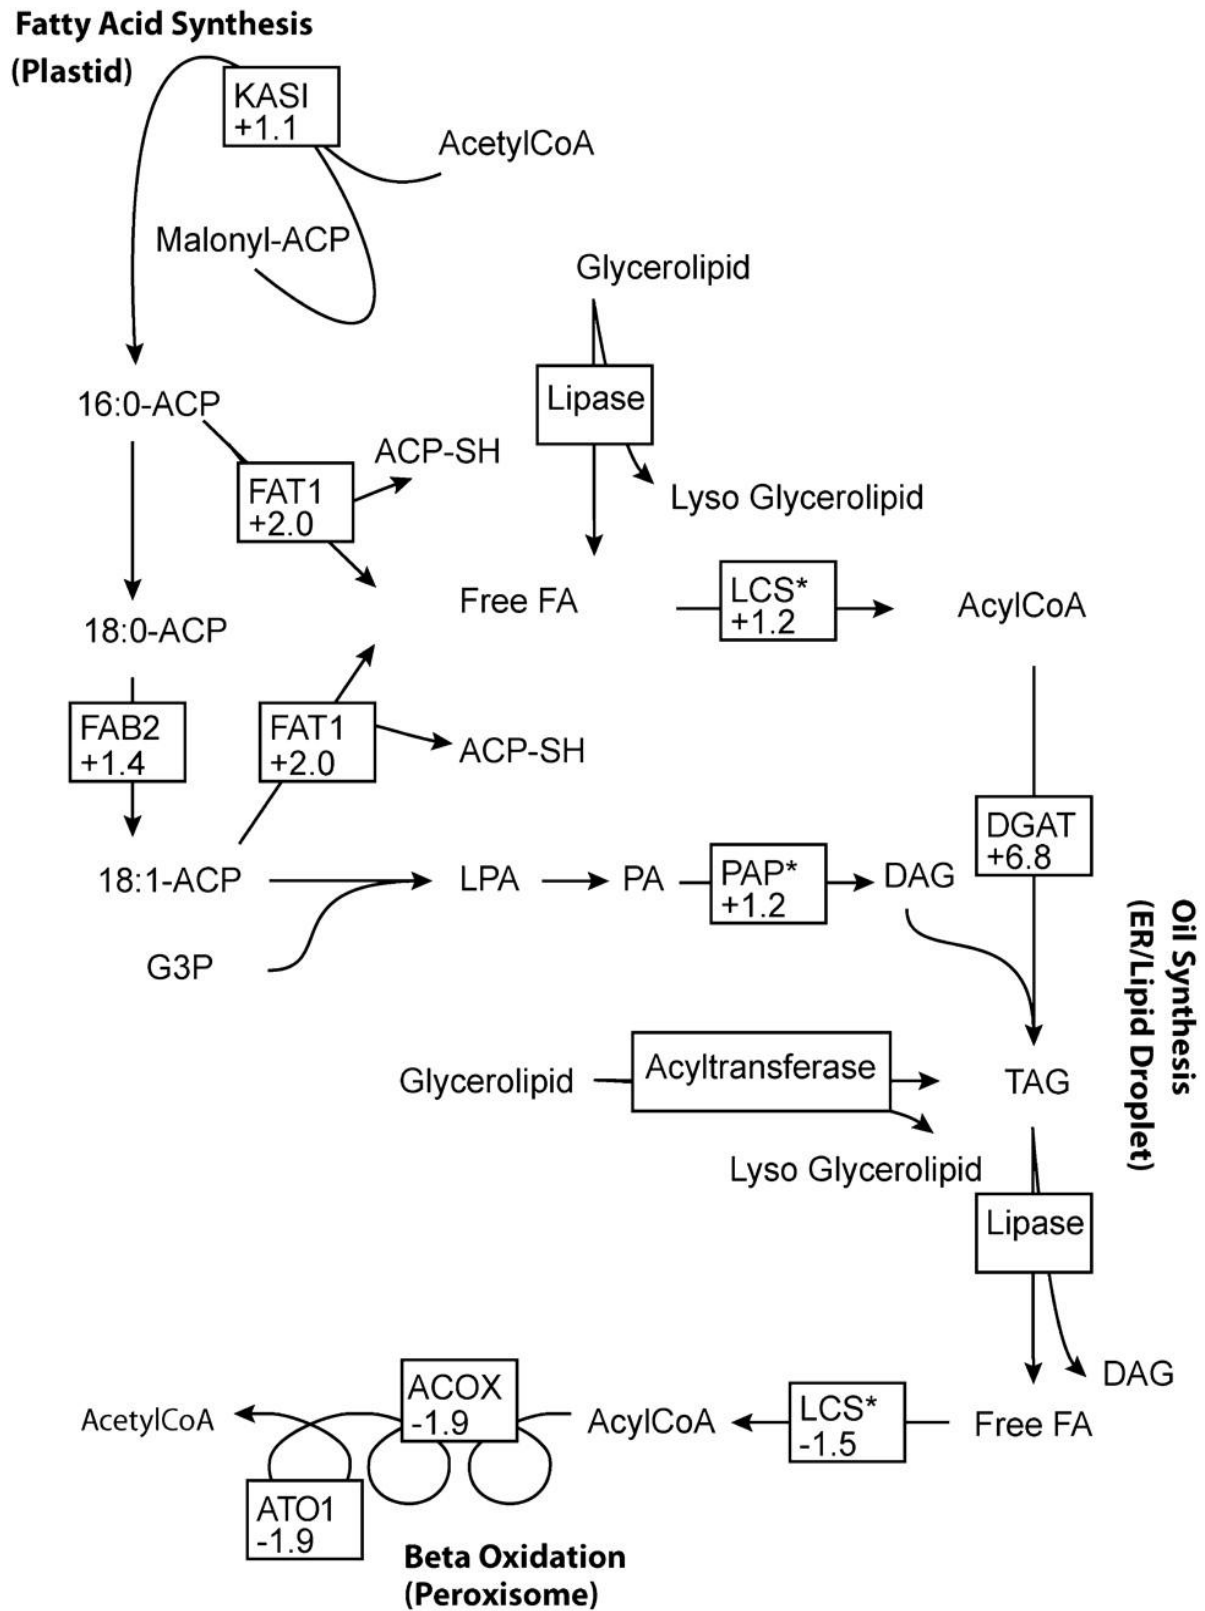 Fatty Acid Synthesis
(Plastid)
KASI
+1.1
AcetylCoA
Malonyl-ACP
Glycerolipid
Lipase
16:0-ACP
ACP-SH
FAT1
+2.0
Lyso Glycerolipid
Free FA
LCS*
+1.2
AcylCoA
18:0-ACP
FAB2
+1.4
FAT1
+2.0
ACP-SH
DGAT
+6.8
18:1-ACP
LPA
PA
PAP*
+1.2
DAG
G3P
Oil Synthesis
(ER/Lipid Droplet)
Glycerolipid
Acyltransferase
TAG
Lyso Glycerolipid
Lipase
DAG
AcetylCoA
ACOX
-1.9
AcylCoA
LCS*
-1.5
Free FA
ATO1
-1.9
Beta Oxidation
(Peroxisome)